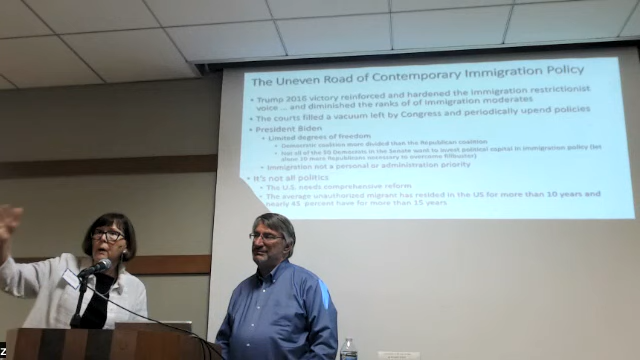 The Uneven Road of Contemporary Immigration Policy
• Trump 2016 victory reinforced and hardened the immigration restrictionist
voice ... and diminished the ranks of of immigration moderates
• The courts filled a vacuum left by Congress and periodically upend policies
• President Biden
• Limited degrees of freedom
• Democratic coalition more divided than the Republican coalition
• Not all of the 50 Democrats in the Senate want to invest political capital in immigration policy (let
alone 10 more Republicans necessary to overcome filibuster)
• Immigration not a personal or administration priority
• It's not all politics
• The U.S. needs comprehensive reform
• The average unauthorized migrant has resided in the US for more than 10 years and
nearly 43 percent have for more than 15 years
Z